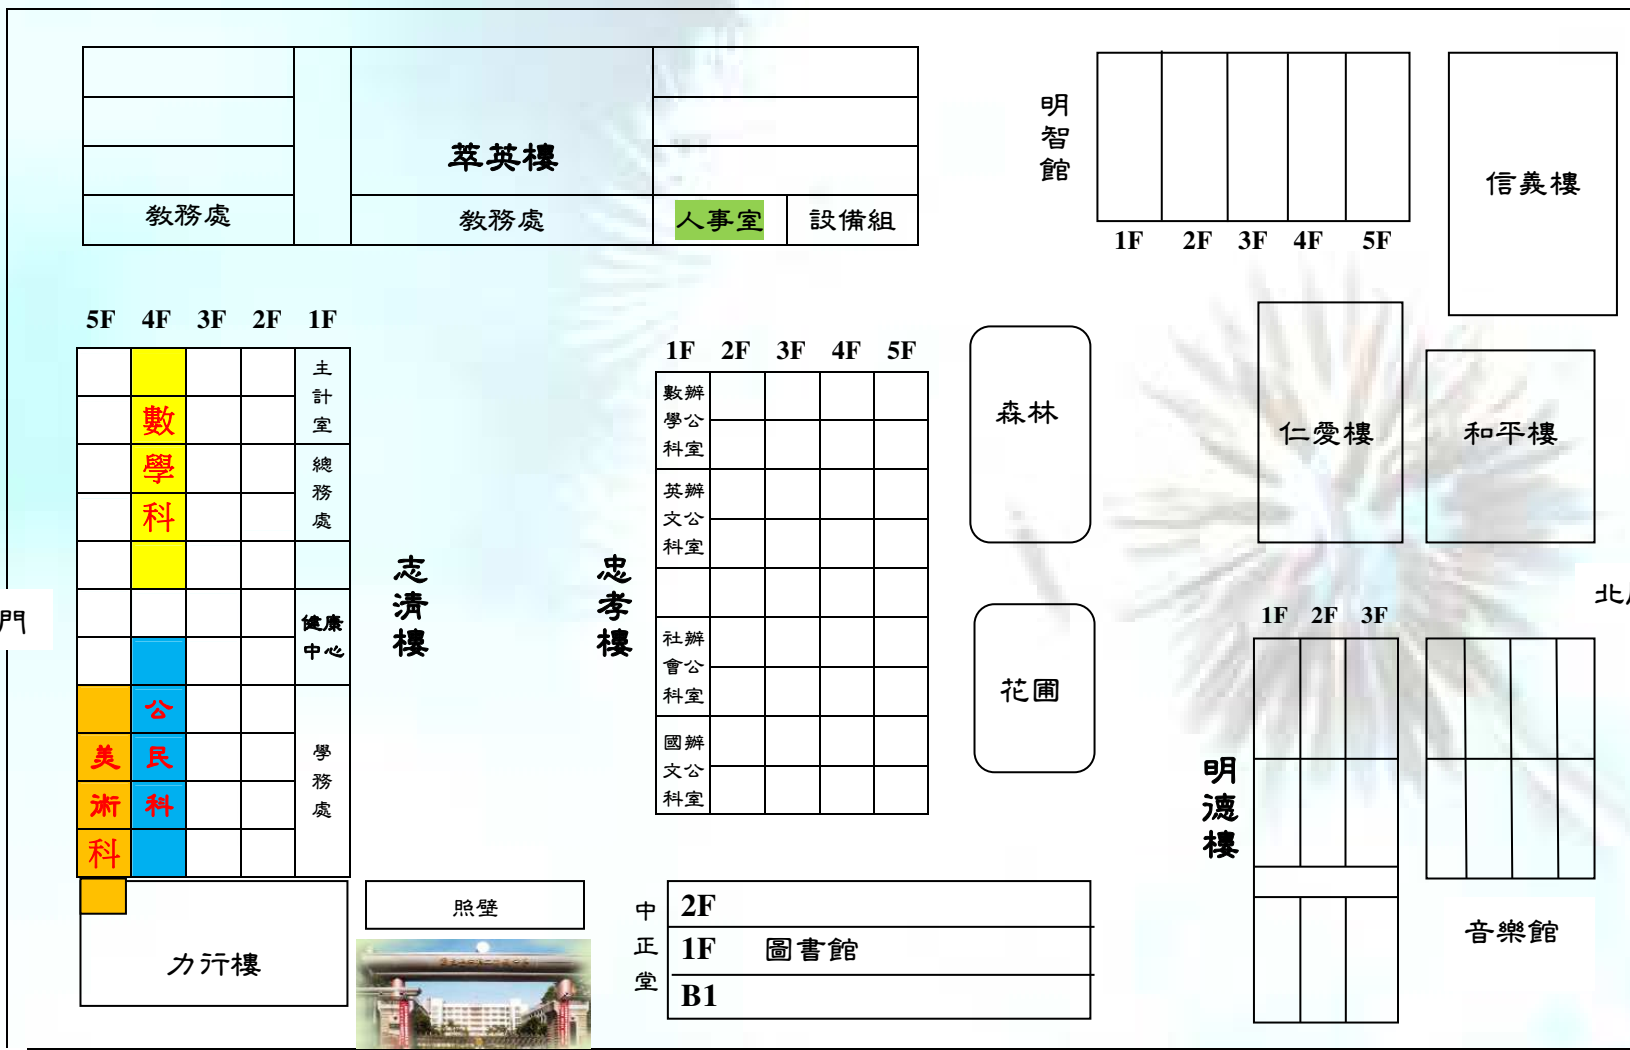 萃英樓
教務處
教務處
人事室
設備組
明智館
1F 2F 3F 4F 5F
信義樓
5F 4F 3F 2F 1F
主計室
總務處
健康
中心
學務處
數學科
公民科
美術科
志清樓
忠孝樓
1F 2F 3F 4F 5F
數辦
學公
科室
英辦
文公
科室
社辦
會公
科室
國辦
文公
科室
森林
花圃
仁愛樓
和平樓
門
北
1F 2F 3F
明德樓
音樂館
力行樓
照壁
中正堂
2F
1F 圖書館
B1